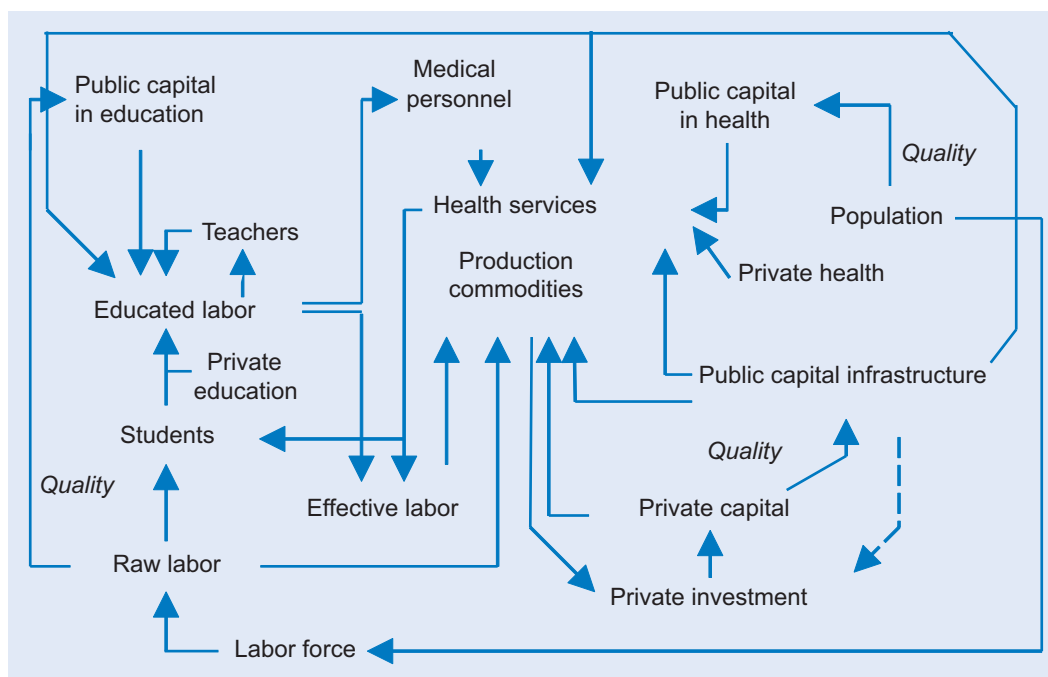 Public capital
in education
Medical
personnel
Public capital
in health
Quality
Health services
Population
Teachers
Production
commodities
Private health
Educated labor
Private
education
Public capital infrastructure
Students
Quality
Quality
Effective labor
Private capital
Raw labor
Private investment
Labor force